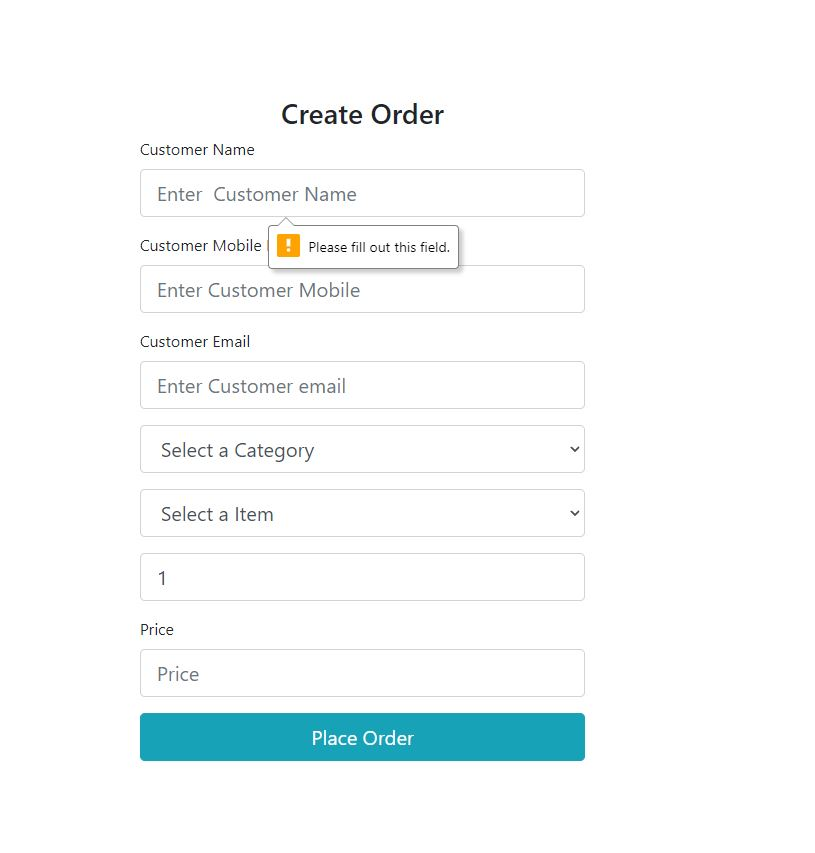 Create Order
Customer Name
Enter  Customer Name
Please fill out this field.
Customer Mobile
Enter Customer Mobile
Customer Email
Enter Customer email
Select a Category
Select a Item
1
Price
Price
Place Order